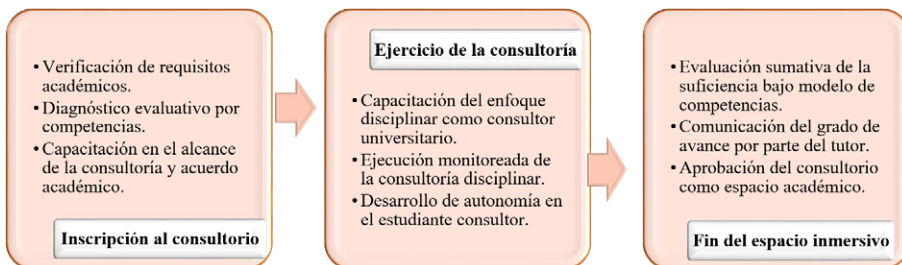 • Verificación de requisitos
académicos.
• Diagnóstico evaluativo por
competencias.
• Capacitación en el alcance
de la consultoría y acuerdo
académico.
Inscripción al consultorio
Ejercicio de la consultoría
• Capacitación del enfoque
disciplinar como consultor
universitario.
• Ejecución monitoreada de
la consultoría disciplinar.
• Desarrollo de autonomía en
el estudiante consultor.
• Evaluación sumativa de la
suficiencia bajo modelo de
competencias.
• Comunicación del grado de
avance por parte del tutor.
• Aprobación del consultorio
como espacio académico.
Fin del espacio inmersivo